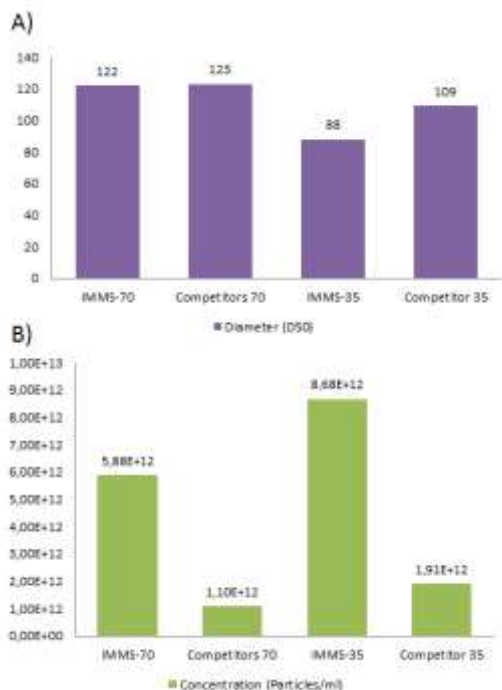 A)
140
120
100
80
60
40
20
0
122
125
88
109
IMMS-70
Competitors 70
IMMS-35
Competitor 35
Diameter (D50)
B)
1,00E+13
9,00E+12
8,00E+12
7,00E+12
6,00E+12
5,00E+12
4,00E+12
3,00E+12
2,00E+12
1,00E+12
0,00E+00
5,88E+12
1,10E+12
8,68E+12
1,91E+12
IMMS-70
Competitors 70
IMMS-35
Competitor 35
Concentration (Particles/ml)